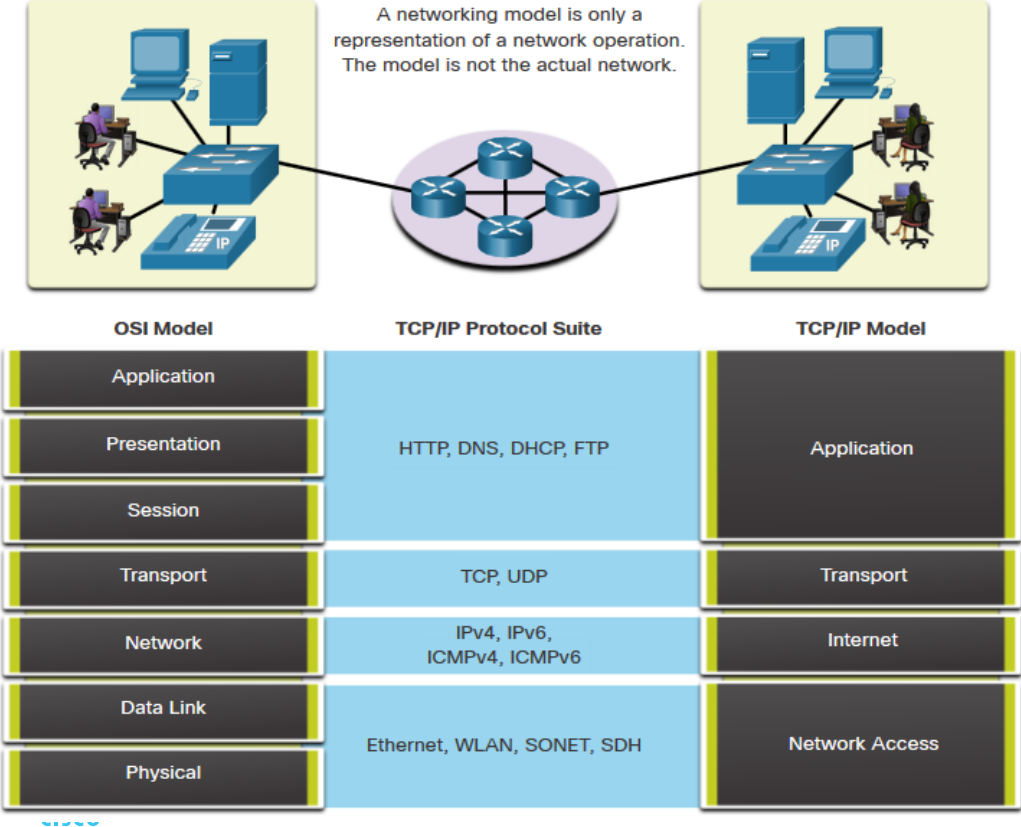 A networking model is only a
representation of a network operation.
The model is not the actual network.
IP
IP
OSI Model
TCP/IP Protocol Suite
TCP/IP Model
Application
Presentation
Session
HTTP, DNS, DHCP, FTP
Application
Transport
TCP, UDP
Transport
Network
IPv4, IPv6,
ICMPv4, ICMPv6
Internet
Data Link
Physical
Ethernet, WLAN, SONET, SDH
Network Access